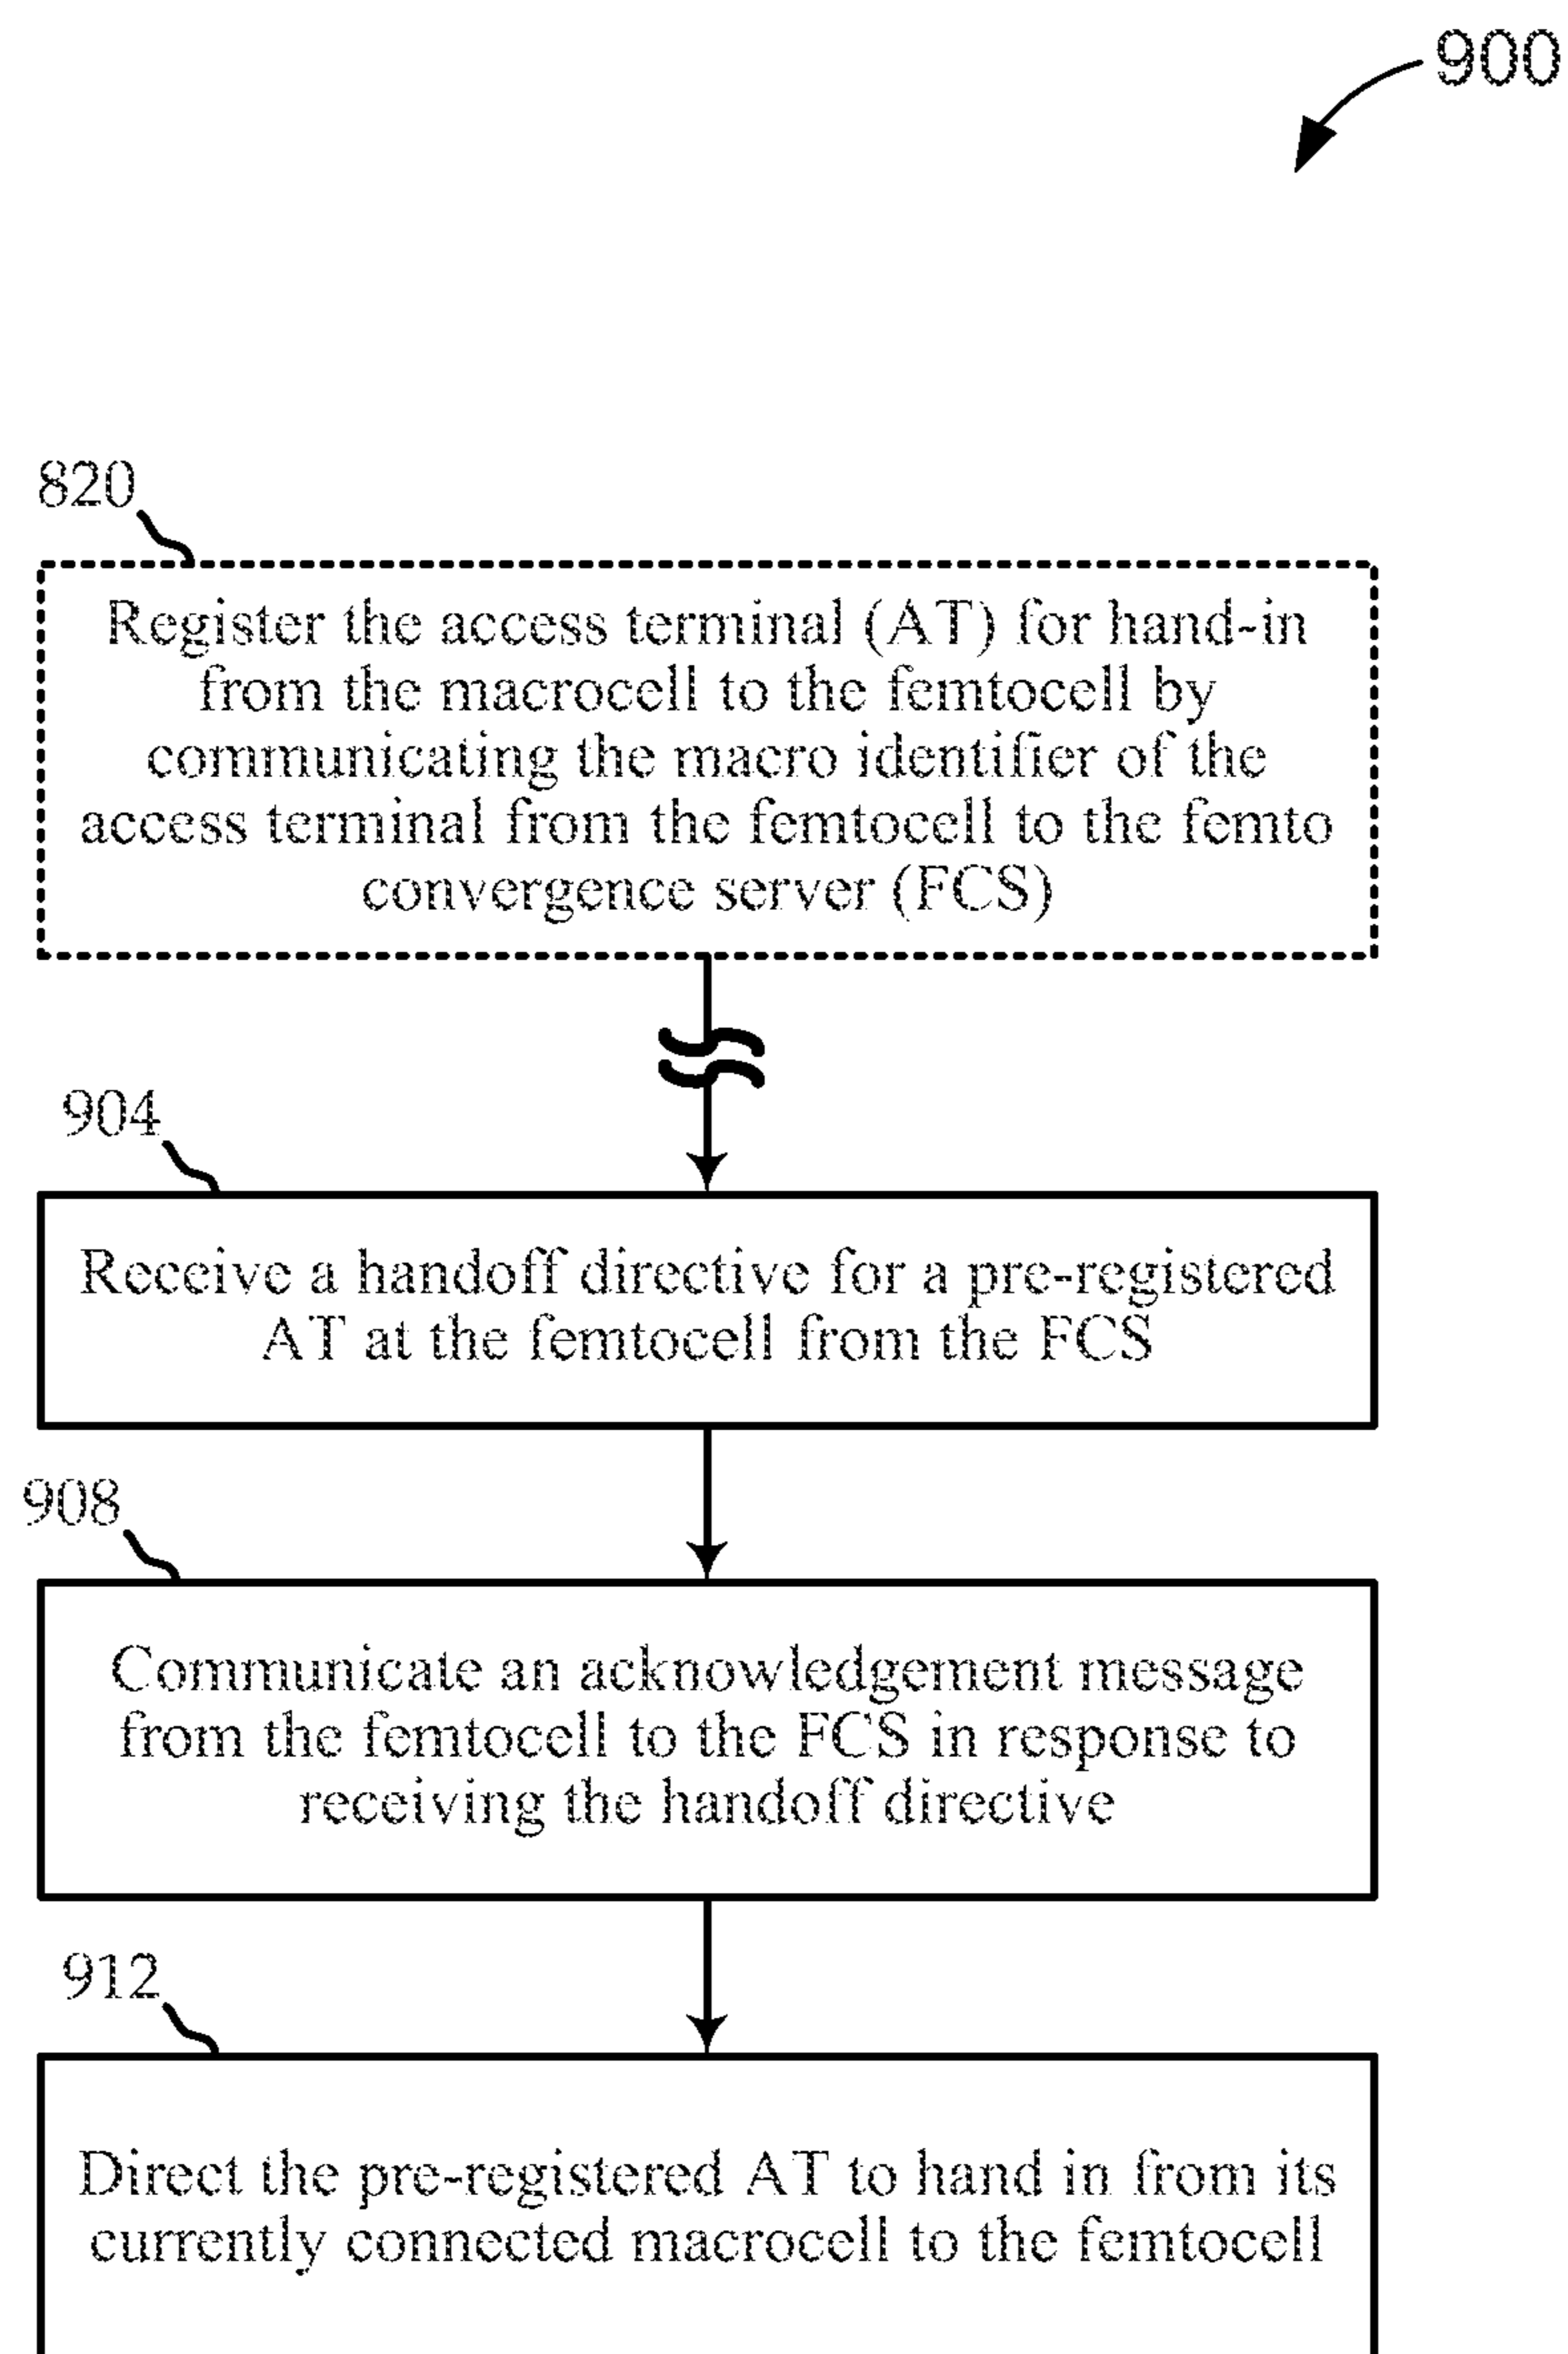 900
820
Register the access terminal (AT) for hand-in
from the macrocell to the femtocell by
communicating the macro identifier of the
access terminal from the femtocell to the femto
convergence server (FCS)
904
Receive a handoff directive for a pre-registered
AT at the femtocell from the FCS
908
Communicate an acknowledgement message
from the femtocell to the FCS in response to
receiving the handoff directive
912
Direct the pre-registered AT to hand in from its
currently connected macrocell to the femtocell